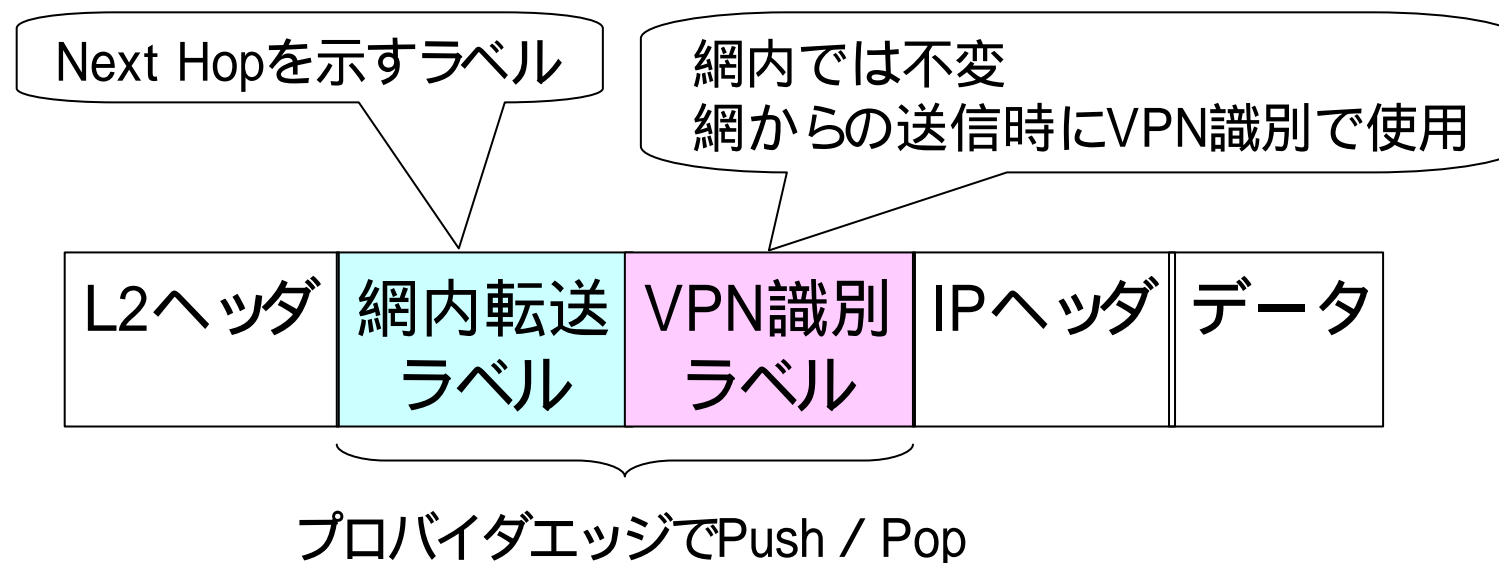 Next Hopを示すラベル
網内では不変
網からの送信時にVPN識別で使用
L2ヘッダ
網内転送
ラベル
VPN識別
ラベル
IPヘッダ
データ
プロバイダエッジでPush / Pop